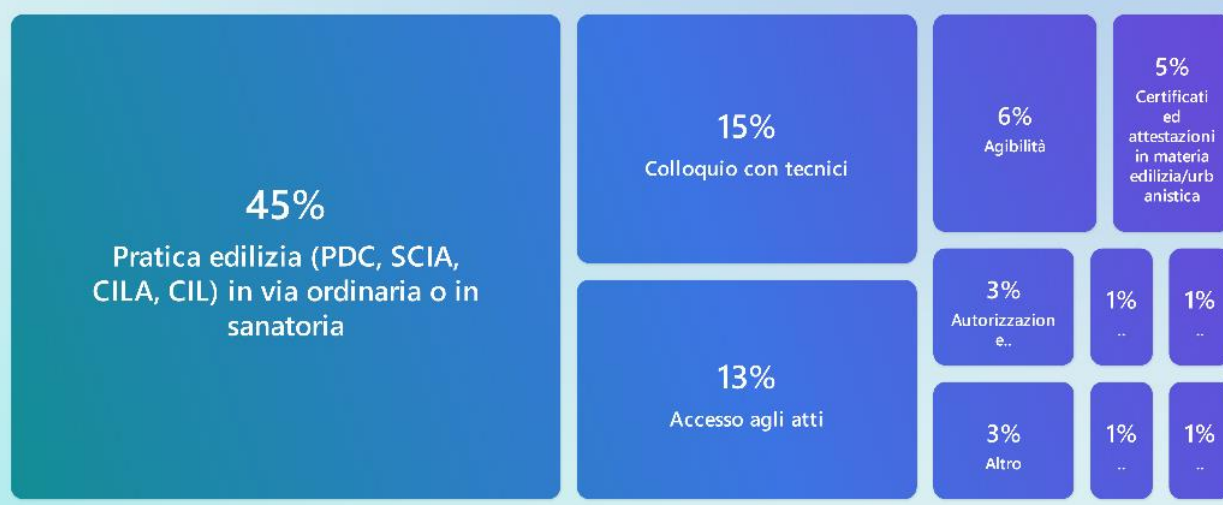 45%
Pratica edilizia (PDC, SCIA,
CILA, CIL) in via ordinaria o in
sanatoria
15%
Colloquio con tecnici
13%
Accesso agli atti
6%
Agibilità
5%
Certificati
ed
attestazioni
in materia
edilizia/urb
anistica
3%
Autorizzazion
e..
1%
..
1%
..
3%
Altro
1%
..
1%
..